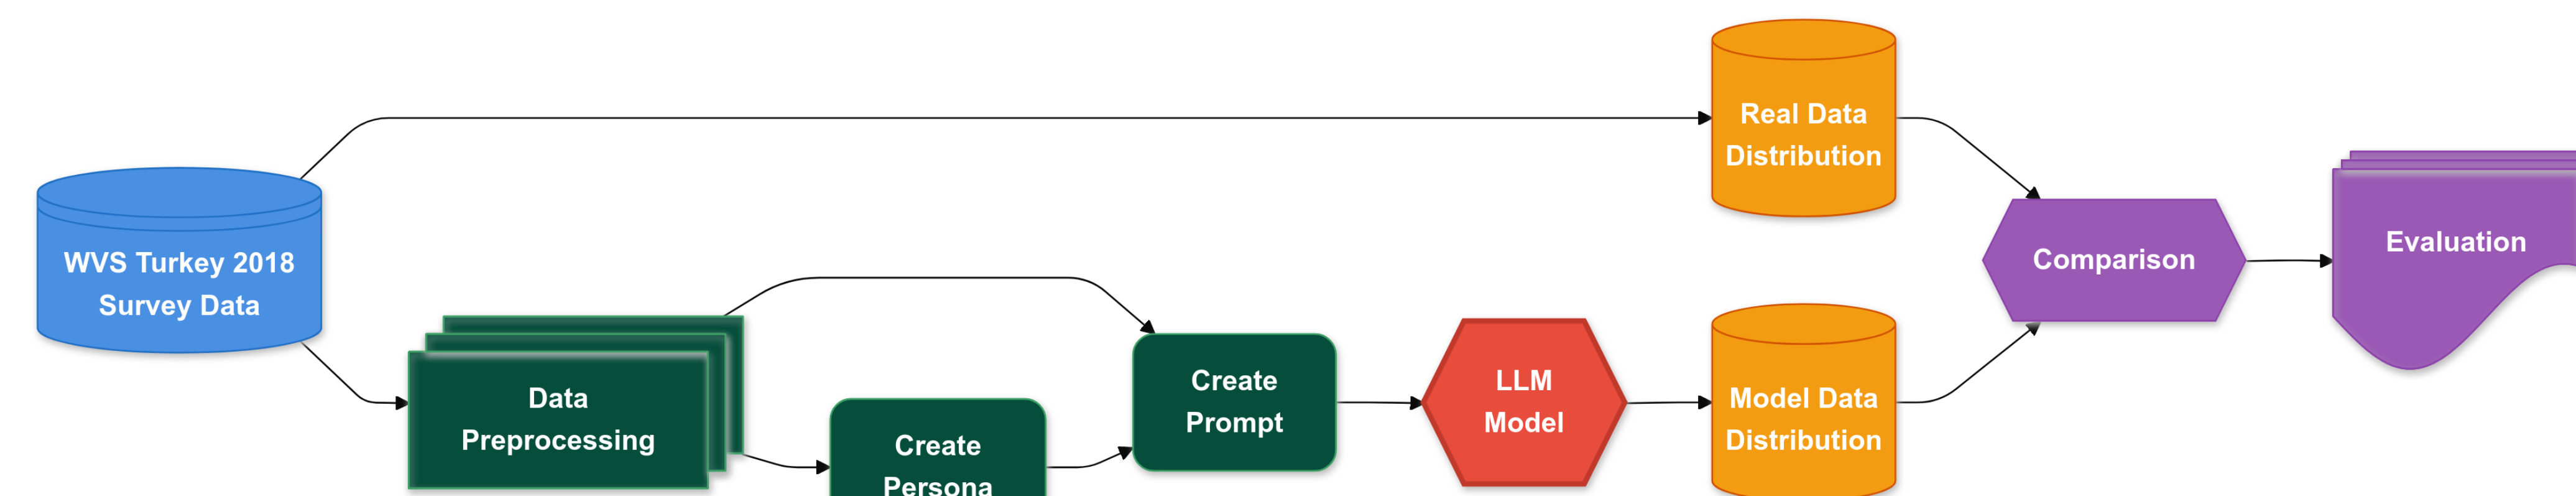 WVS Turkey 2018
Survey Data
Data
Preprocessing
Create
Persona
Create
Prompt
LLM
Model
Real Data
Distribution
Model Data
Distribution
Comparison
Evaluation